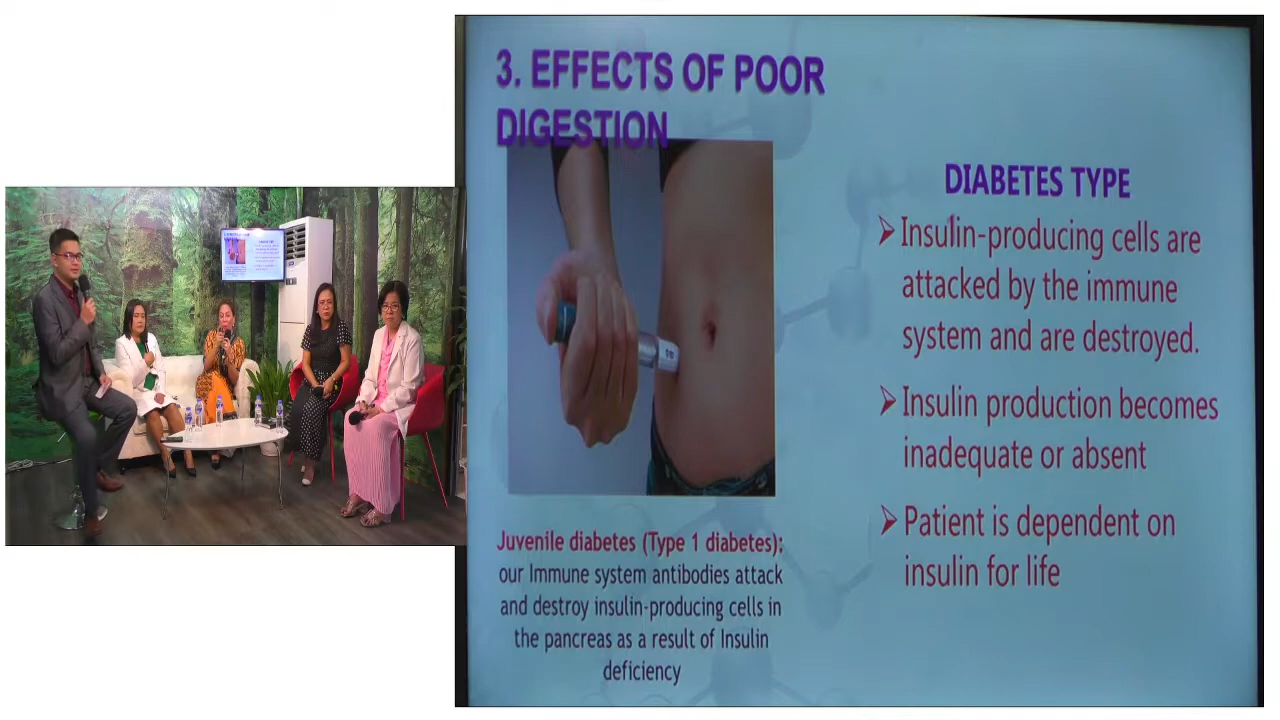 3. EFFECTS OF POOR
DIGESTION
DIABETES TYPE
➤Insulin-producing cells are
attacked by the immune
system and are destroyed.
➤Insulin production becomes
inadequate or absent
➤Patient is dependent on
insulin for life
Juvenile diabetes (Type 1 diabetes):
our Immune system antibodies attack
and destroy insulin-producing cells in
the pancreas as a result of Insulin
deficiency